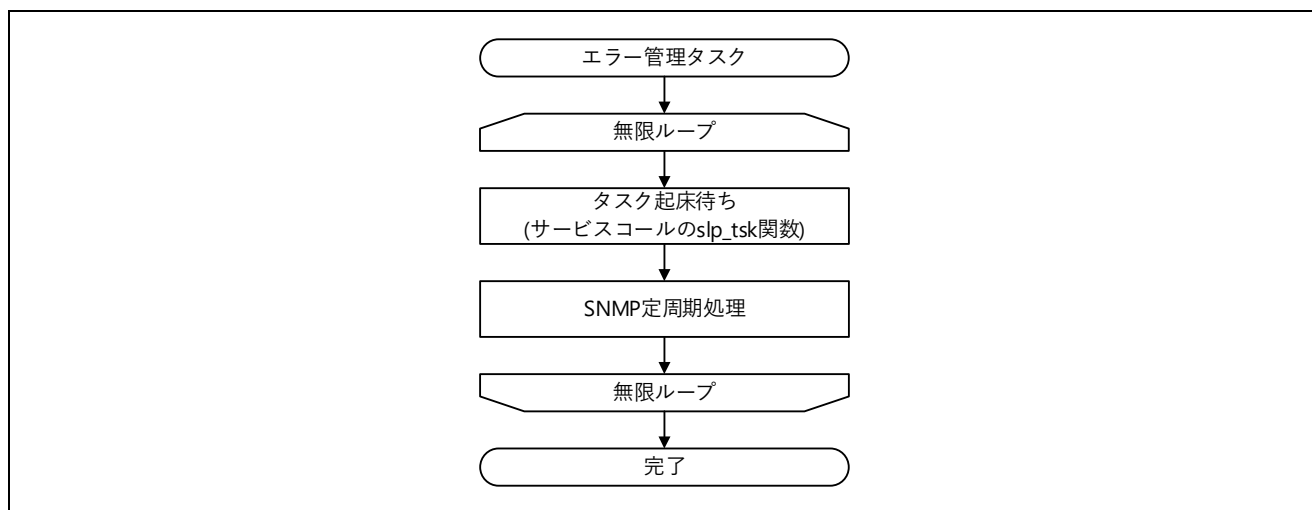 エラー管理タスク
無限ループ
タスク起床待ち
(サービスコールのslp_tsk関数)
SNMP定周期処理
無限ループ
完了